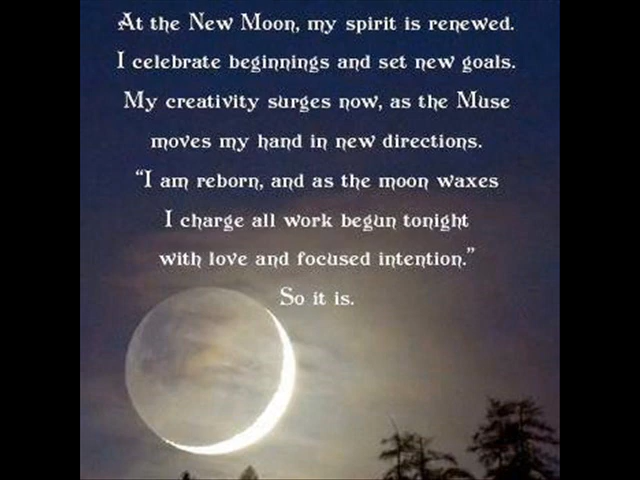 At the New Moon, my spirit is renewed.
I celebrate beginnings and set new goals.
My creativity surges now, as the Muse
moves my hand in new directions.
“I am reborn, and as the moon waxes
I charge all work begun tonight
with love and focused intention.”
So it is.